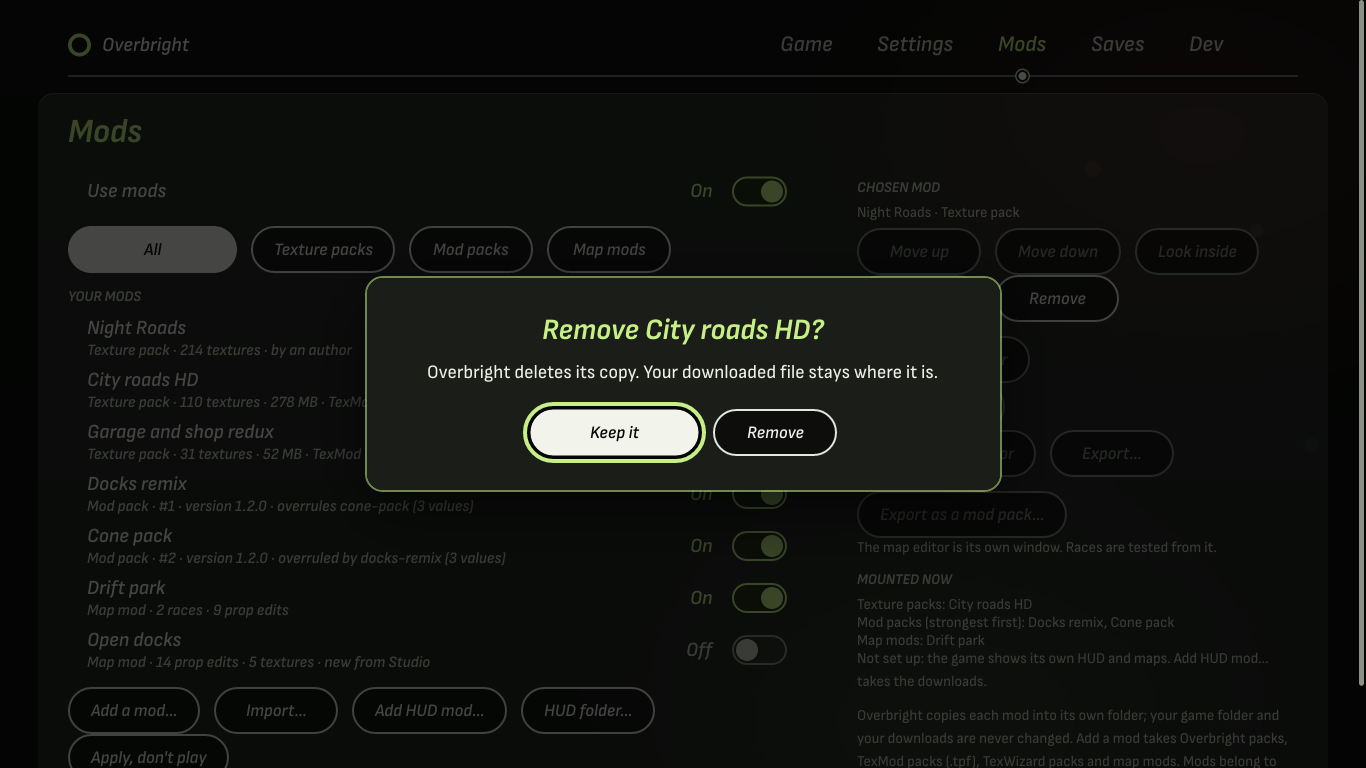 Overbright
Game Settings Mods Saves Dev
Mods
Use mods On
CHOSEN MOD
Night Roads · Texture pack
All Texture packs Mod packs Map mods
Move up Move down Look inside
Remove
YOUR MODS
Night Roads
Texture pack · 214 textures · by an author
City roads HD
Texture pack · 110 textures · 278 MB ·
Garage and shop redux
Texture pack · 31 textures · 52 MB · TexMod
Remove City roads HD?
Overbright deletes its copy. Your downloaded file stays where it is.
Keep it Remove
Export...
Docks remix On
Mod pack · #1 · version 1.2.0 · overrules cone-pack (3 values)
Export as a mod pack...
Cone pack On
Mod pack · #2 · version 1.2.0 · overruled by docks-remix (3 values)
The map editor is its own window. Races are tested from it.
Drift park On
Map mod · 2 races · 9 prop edits
MOUNTED NOW
Texture packs: City roads HD
Mod packs (strongest first): Docks remix, Cone pack
Map mods: Drift park
Not set up: the game shows its own HUD and maps. Add HUD mod...
takes the downloads.
Open docks Off
Map mod · 14 prop edits · 5 textures · new from Studio
Add a mod... Import... Add HUD mod... HUD folder...
Apply, don't play
Overbright copies each mod into its own folder; your game folder and
your downloads are never changed. Add a mod takes Overbright packs,
TexMod packs (.tpf), TexWizard packs and map mods. Mods belong to